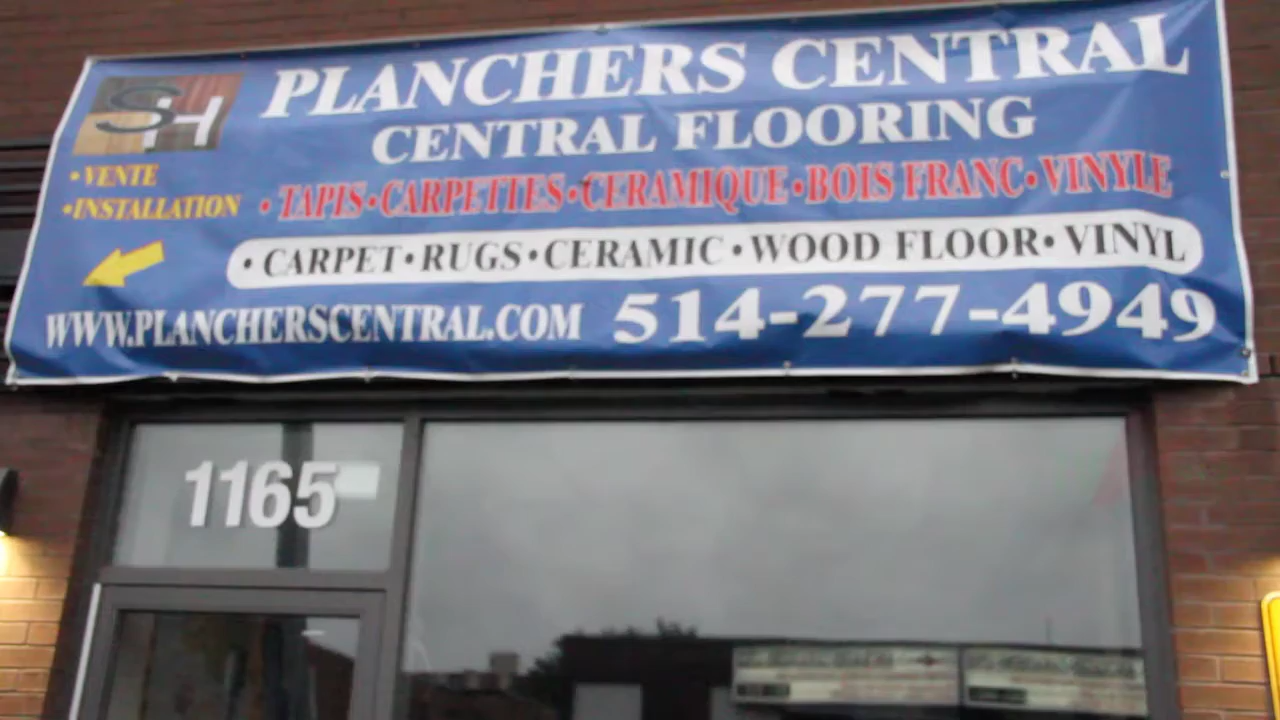 SH
PLANCHERS CENTRAL
CENTRAL FLOORING
•VENTE
•INSTALLATION
•TAPIS•CARPETTES•CERAMIQUE•BOIS FRANC•VINYLE
•CARPET•RUGS•CERAMIC•WOOD FLOOR•VINYL
WWW.PLANCHERSCENTRAL.COM 514-277-4949
1165